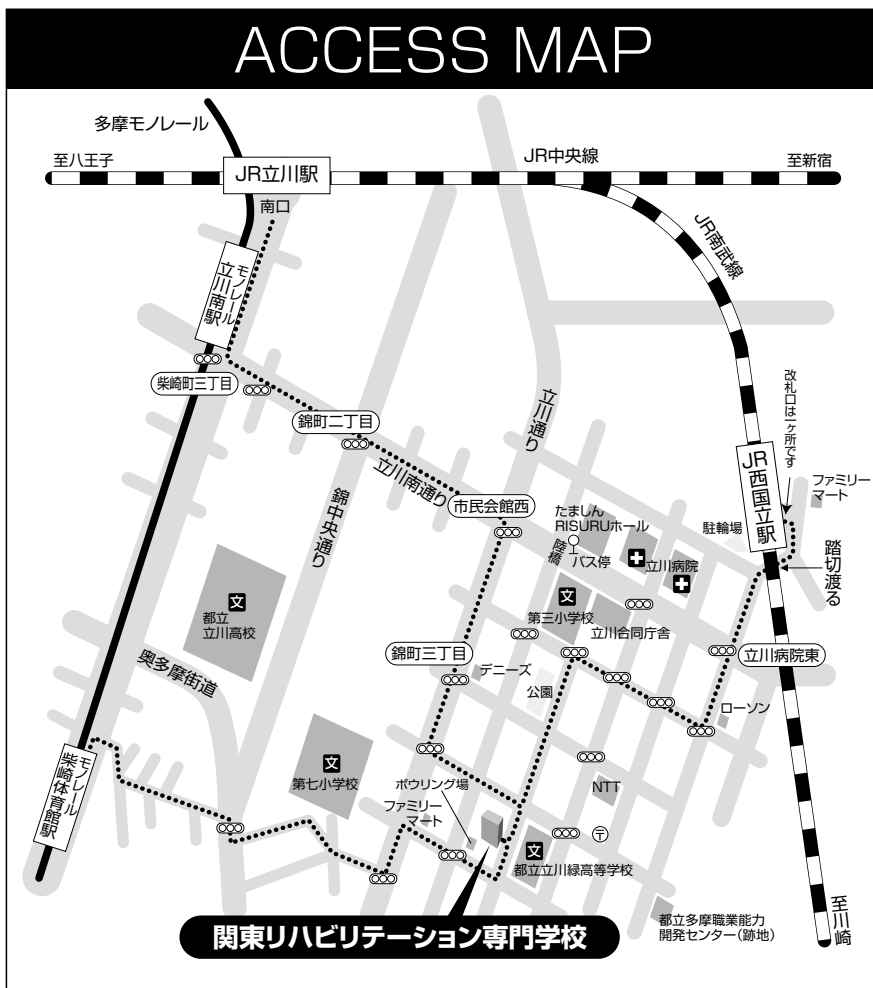 ACCESS MAP
多摩モノレール
至八王子
JR立川駅
JR中央線
至新宿
南口
JR南武線
モノレール
立川南駅
柴崎町三丁目
錦町二丁目
立川通り
立川南通り
市民会館西
錦中央通り
改札口は一ヶ所です
JR西国立駅
ファミリー
マート
駐輪場
踏切渡る
たましん
RISURUホール
陸橋
バス停
立川病院
文
都立
立川高校
文
第三小学校
立川合同庁舎
錦町三丁目
立川病院東
デニーズ
公園
奥多摩街道
ローソン
モノレール
柴崎体育館駅
文
第七小学校
ボウリング場
ファミリー
マート
NTT
〒
文
都立立川緑高等学校
都立多摩職業能力
開発センター(跡地)
至川崎
関東リハビリテーション専門学校